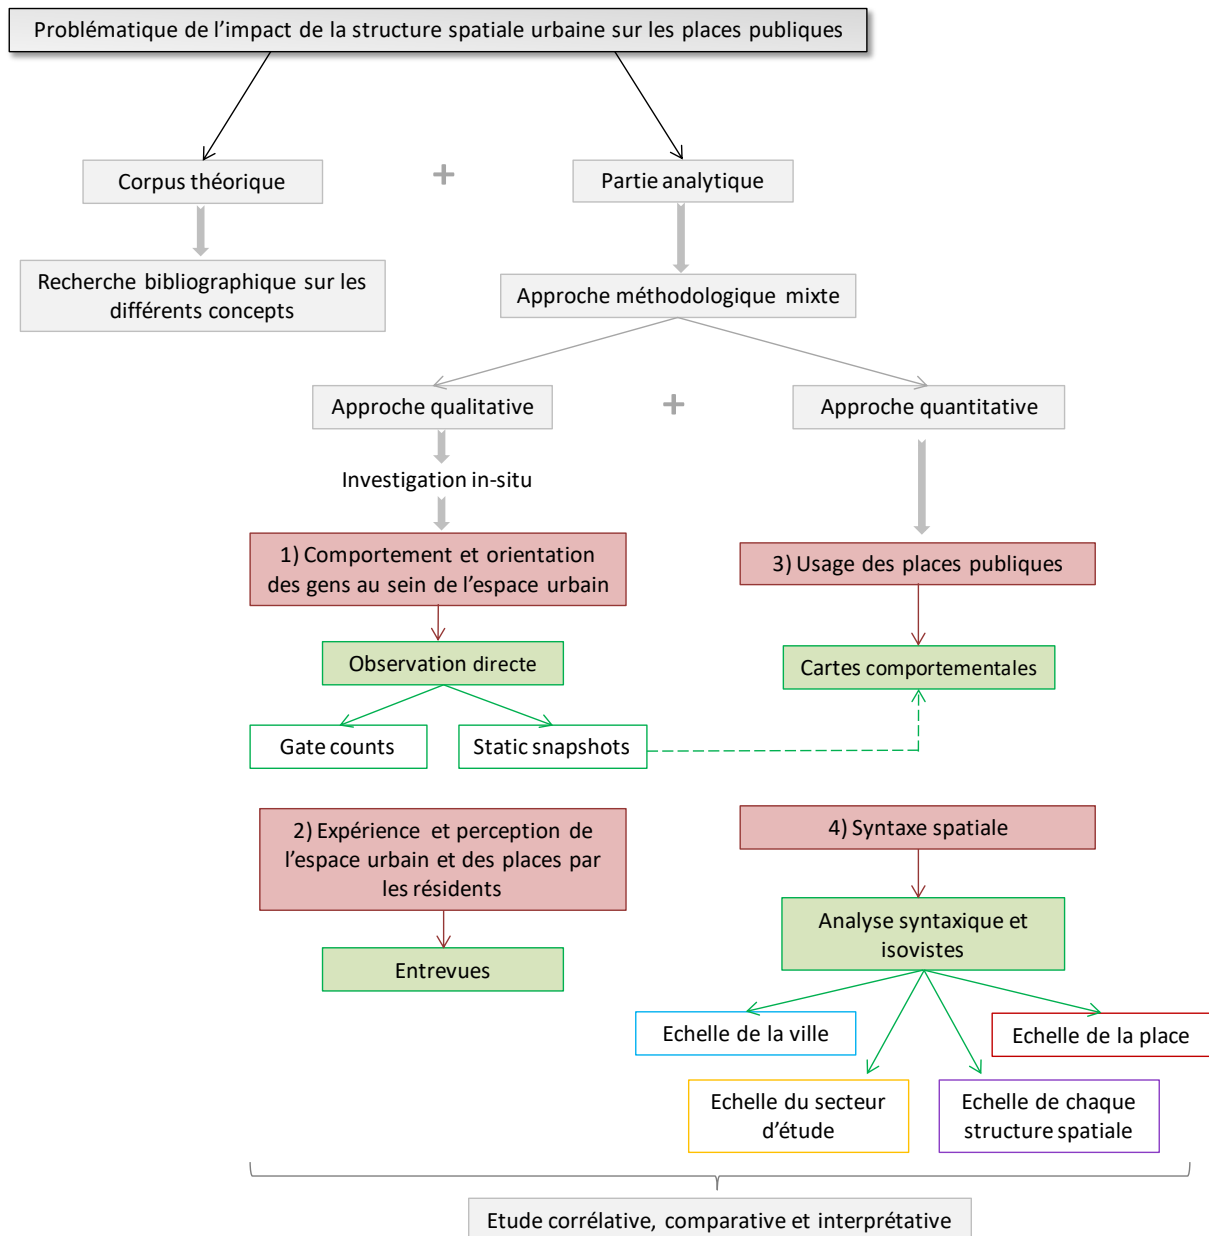 Problématique de l’impact de la structure spatiale urbaine sur les places publiques
Corpus théorique
+
Partie analytique
Recherche bibliographique sur les
différents concepts
Approche méthodologique mixte
Approche qualitative
+
Approche quantitative
Investigation in-situ
1) Comportement et orientation
des gens au sein de l’espace urbain
3) Usage des places publiques
Observation directe
Cartes comportementales
Gate counts
Static snapshots
2) Expérience et perception de
l’espace urbain et des places par
les résidents
4) Syntaxe spatiale
Entrevues
Analyse syntaxique et
isovistes
Echelle de la ville
Echelle de la place
Echelle du secteur
d’étude
Echelle de chaque
structure spatiale
Etude corrélative, comparative et interprétative